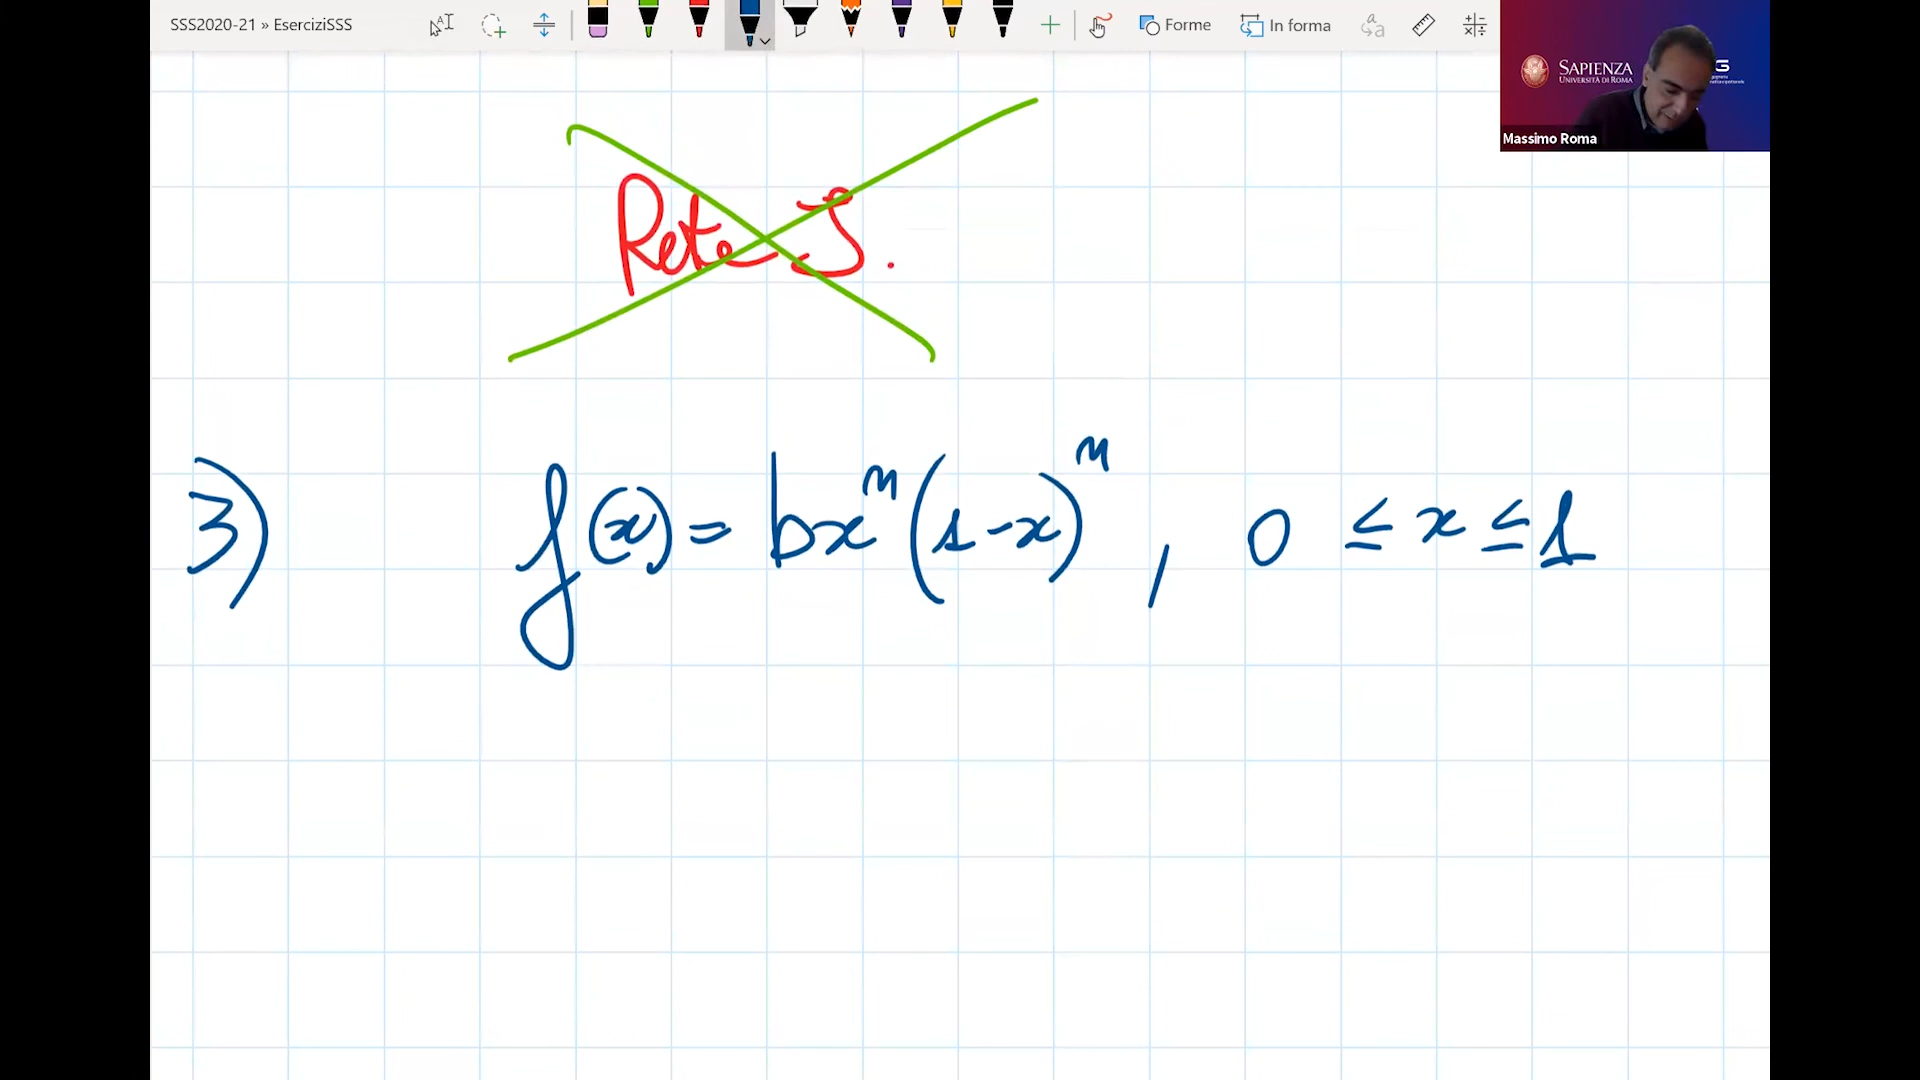 SSS2020-21 » EserciziSSS
Forme
In forma
SAPIENZA
UNIVERSITÀ DI ROMA
Massimo Roma
Rete J.
3) f(x) = bx^n (1-x)^n , 0 ≤ x ≤ 1